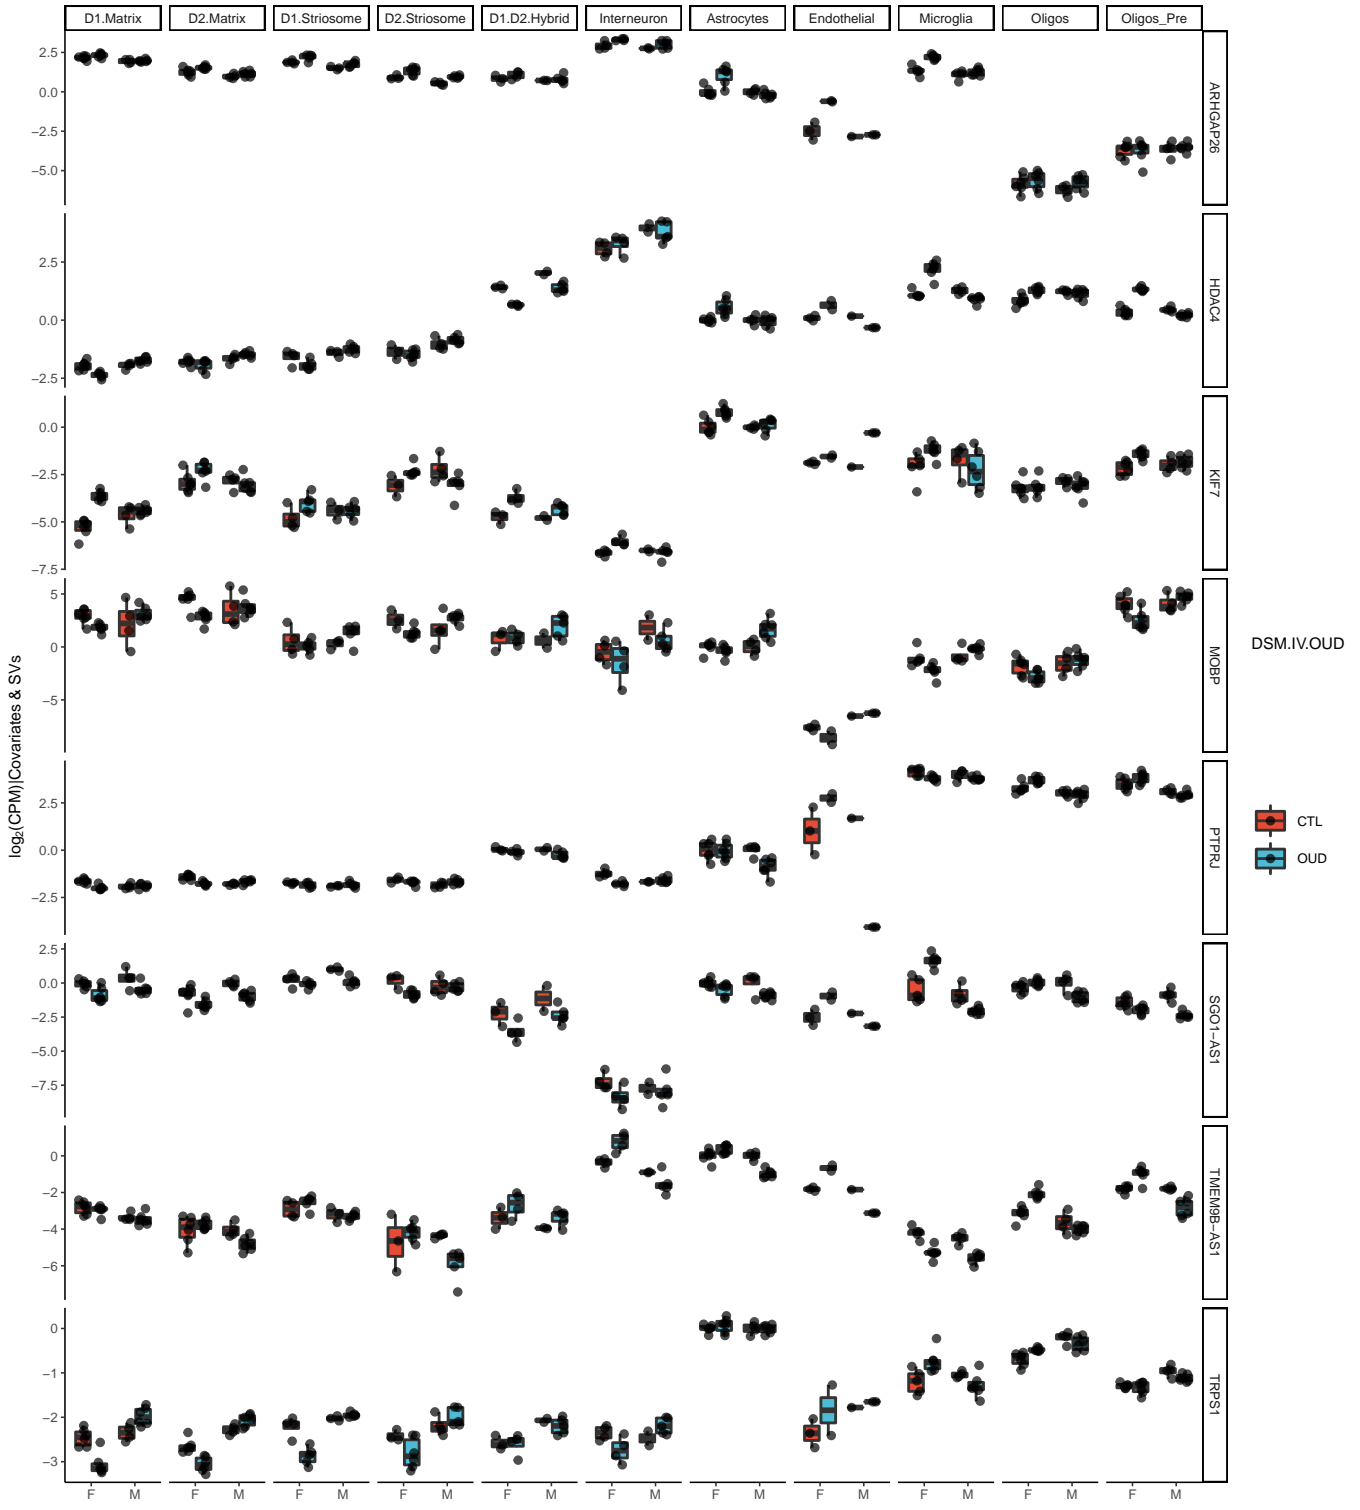 D1.Matrix D2.Matrix D1.Striosome D2.Striosome D1.D2.Hybrid Interneuron Astrocytes Endothelial Microglia Oligos Oligos_Pre
2.5
0.0
−2.5
−5.0
ARHGAP26
2.5
0.0
−2.5
HDAC4
0.0
−2.5
−5.0
−7.5
KIF7
5
0
−5
MOBP
2.5
0.0
−2.5
PTPRJ
2.5
0.0
−2.5
−5.0
−7.5
SGO1−AS1
0
−2
−4
−6
TMEM9B−AS1
0
−1
−2
−3
TRPS1
F M F M F M F M F M F M F M F M F M F M F M
log₂(CPM)|Covariates & SVs
DSM.IV.OUD
CTL
OUD